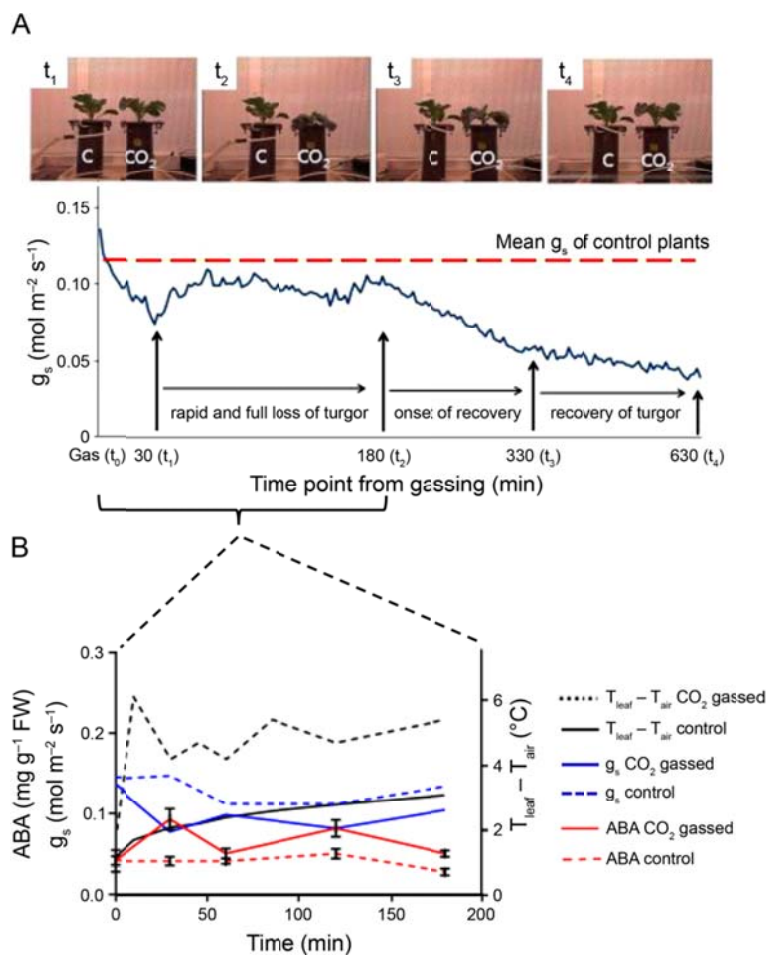 A
t1 t2 t3 t4
C CO2 C CO2 C CO2 C CO2
0.15
0.10
0.05
0
gs (mol m–2 s–1)
Mean gs of control plants
rapid and full loss of turgor
onse: of recovery
recovery of turgor
Gas (t0) 30 (t1) 180 (t2) 330 (t3) 630 (t4)
Time point from gassing (min)
B
0.3
0.2
0.1
0.0
ABA (mg g–1 FW)
gs (mol m–2 s–1)
6
4
2
0
Tleaf – Tair (°C)
0 50 100 150 200
Time (min)
Tleaf – Tair CO2 gassed
Tleaf – Tair control
gs CO2 gassed
gs control
ABA CO2 gassed
ABA control